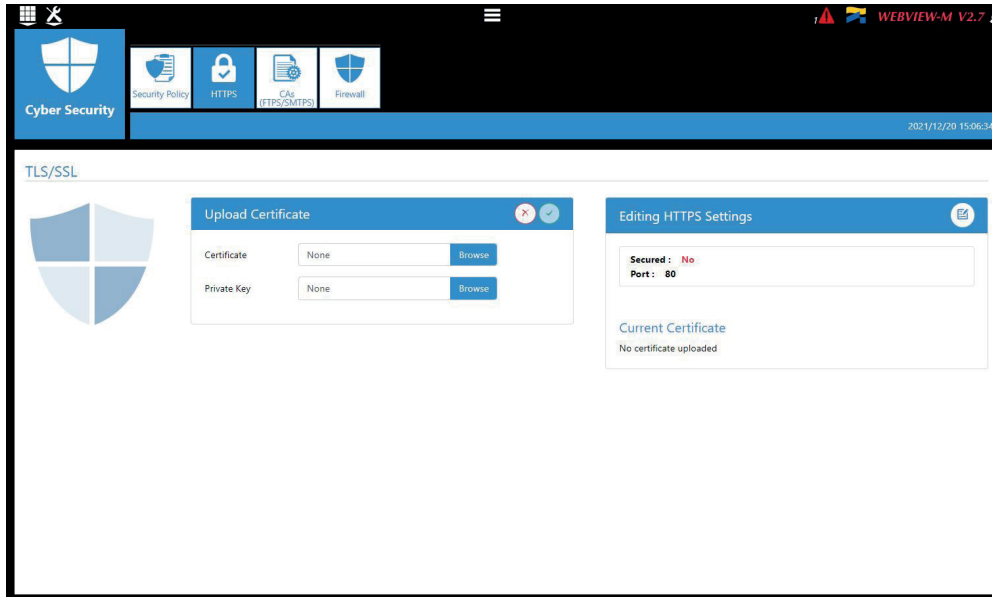 1
WEBVIEW-M V2.7
Cyber Security
Security Policy
HTTPS
CAs
(FTPS/SMTPS)
Firewall
2021/12/20 15:06:34
TLS/SSL
Upload Certificate
Certificate
None
Browse
Private Key
None
Browse
Editing HTTPS Settings
Secured : No
Port : 80
Current Certificate
No certificate uploaded